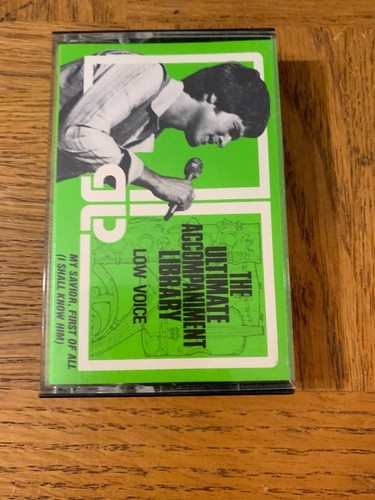 THE
ULTIMATE
ACCOMPANIMENT
LIBRARY
LOW VOICE
MY SAVIOR, FIRST OF ALL
(I SHALL KNOW HIM)